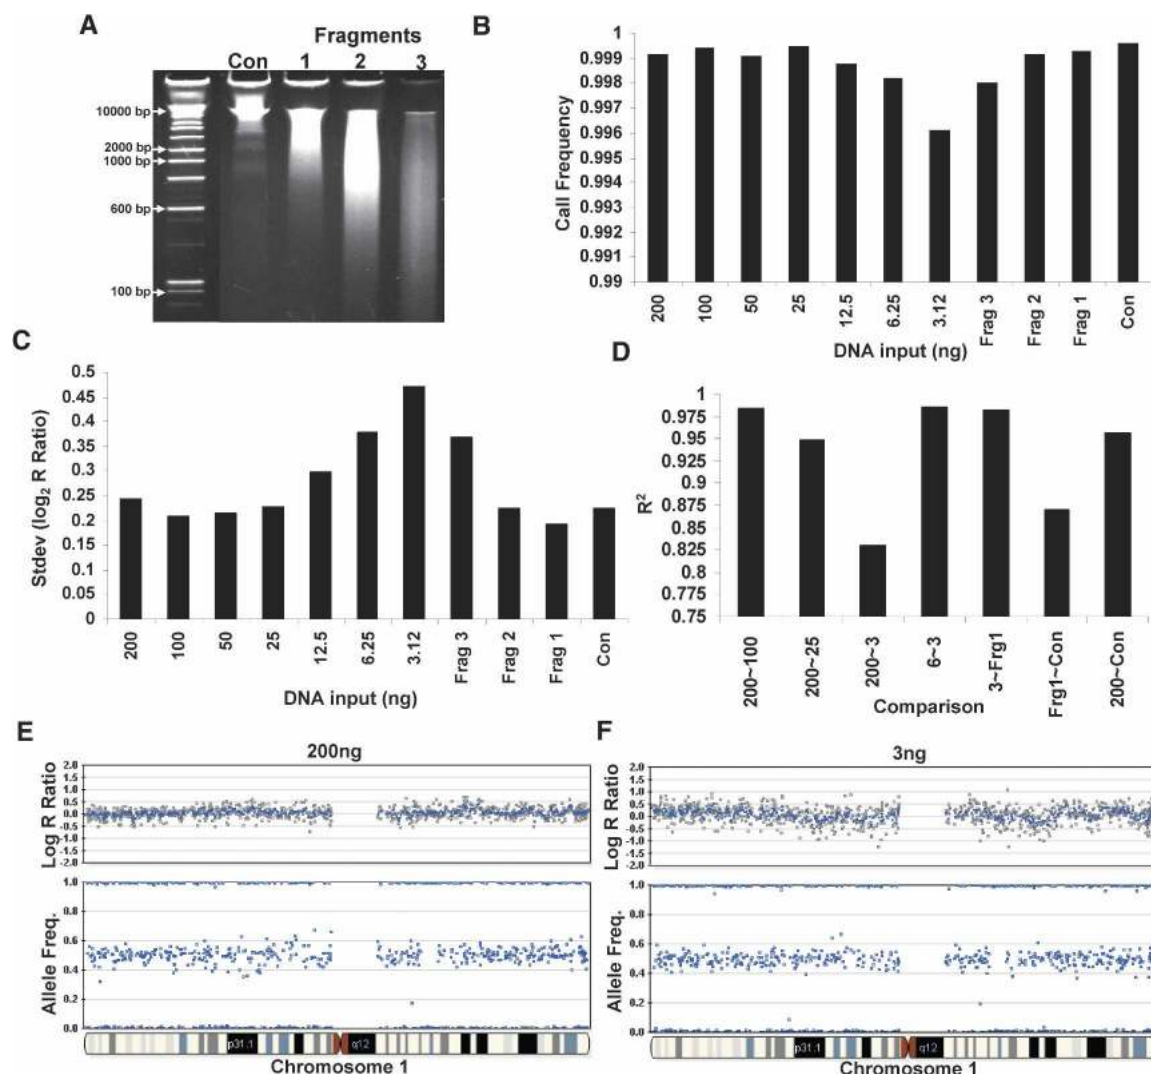 A
Fragments
Con 1 2 3
10000 bp
2000 bp
1000 bp
600 bp
100 bp
B
Call Frequency
1
0.999
0.998
0.997
0.996
0.995
0.994
0.993
0.992
0.991
0.99
200 100 50 25 12.5 6.25 3.12 Frag 3 Frag 2 Frag 1 Con
DNA input (ng)
C
Stdev (log2 R Ratio)
0.5
0.45
0.4
0.35
0.3
0.25
0.2
0.15
0.1
0.05
0
200 100 50 25 12.5 6.25 3.12 Frag 3 Frag 2 Frag 1 Con
DNA input (ng)
D
R2
1
0.975
0.95
0.925
0.9
0.875
0.85
0.825
0.8
0.775
0.75
200~100 200~25 200~3 6~3 3~Frg1 Frg1~Con 200~Con
Comparison
E
200ng
Log R Ratio
2.0
1.5
1.0
0.5
0.0
-0.5
-1.0
-1.5
-2.0
Allele Freq.
1.0
0.8
0.6
0.4
0.2
0.0
p31.1 q12
Chromosome 1
F
3ng
Log R Ratio
2.0
1.5
1.0
0.5
0.0
-0.5
-1.0
-1.5
-2.0
Allele Freq.
1.0
0.8
0.6
0.4
0.2
0.0
p31.1 q12
Chromosome 1